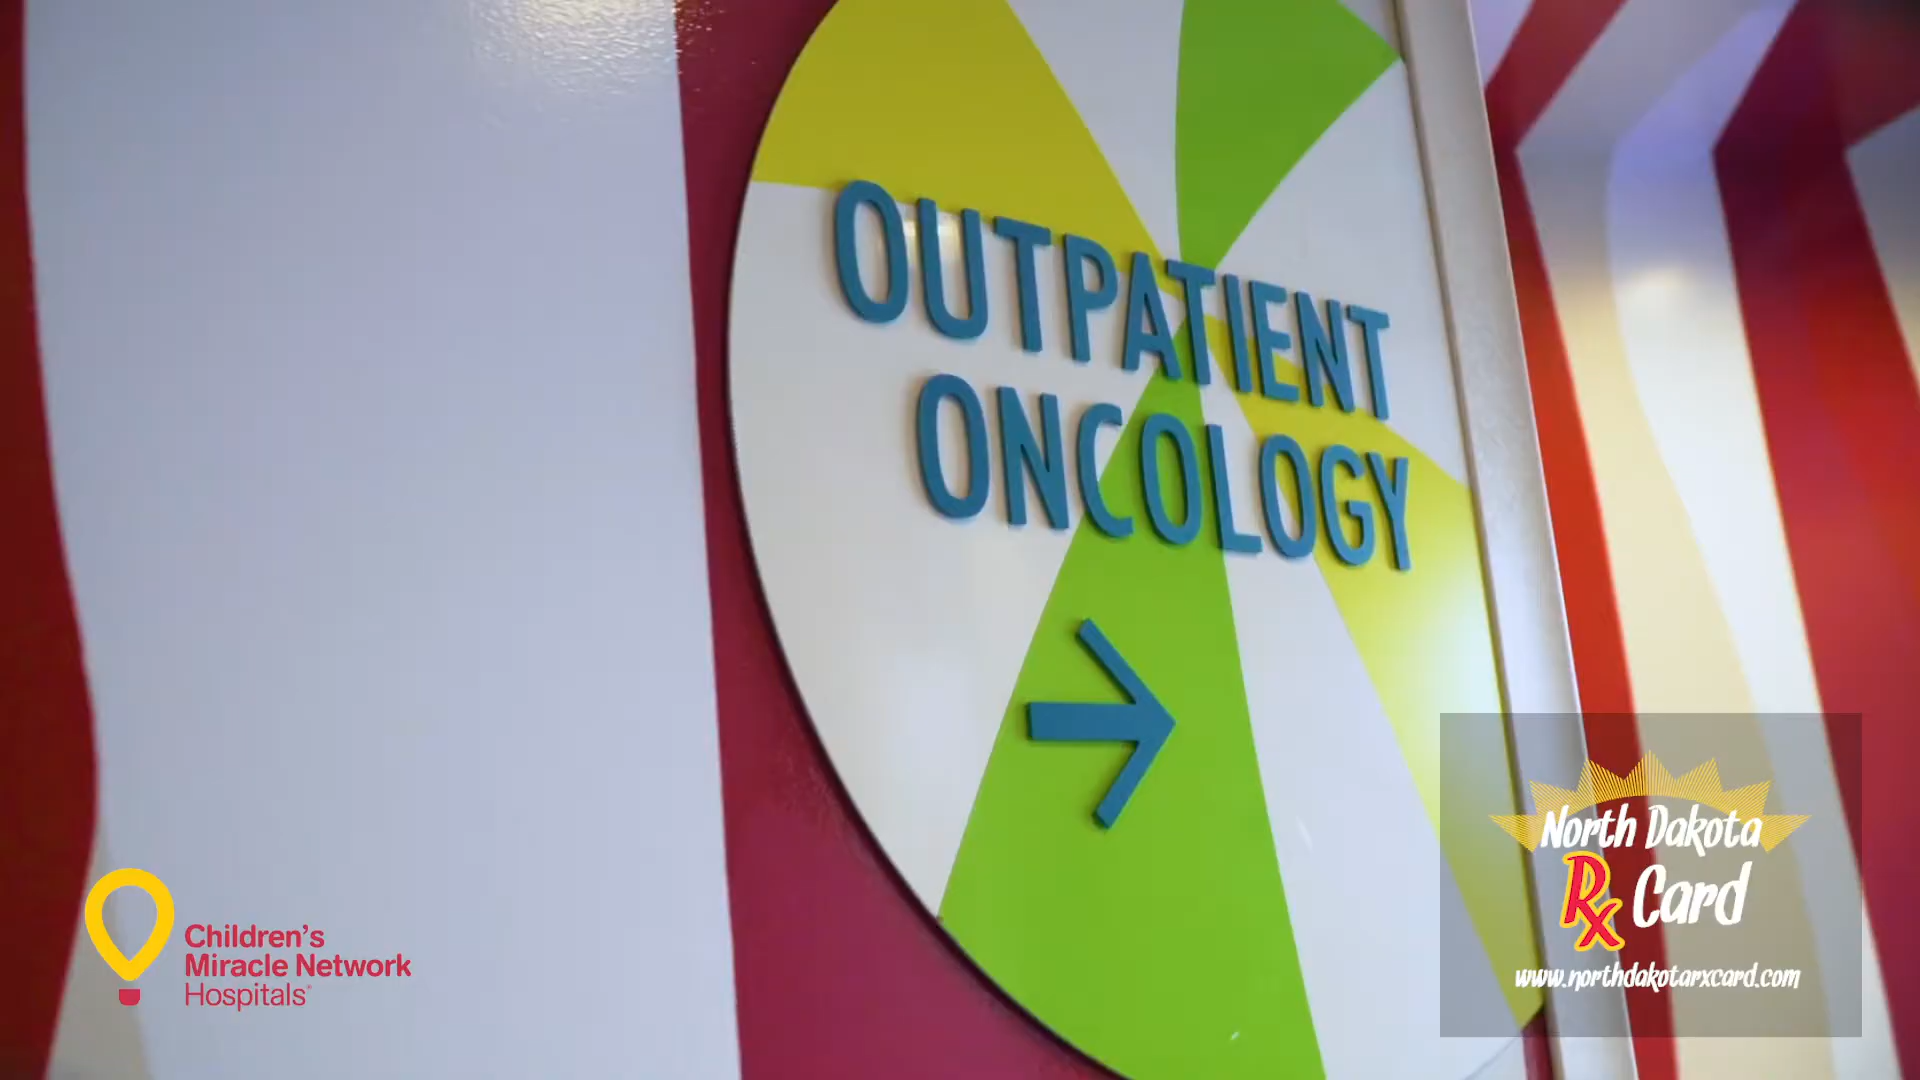 OUTPATIENT
ONCOLOGY
Children's
Miracle Network
Hospitals
North Dakota
Rx Card
www.northdakotarxcard.com